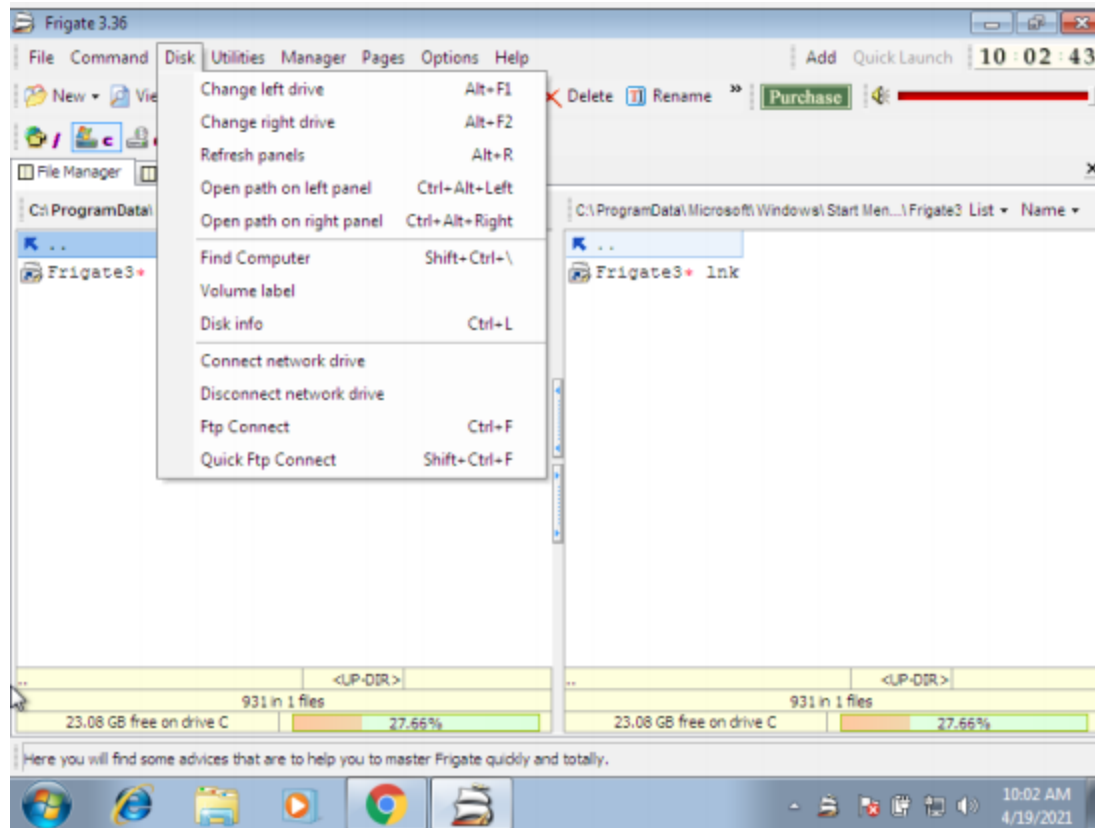 Frigate 3.36
File Command Disk Utilities Manager Pages Options Help Add Quick Launch 10:02:43
New Vie Delete Rename » Purchase
/ c
File Manager
C:\ProgramData\ C:\ProgramData\Microsoft\Windows\Start Men...\Frigate3 List Name
.. ..
Frigate3* Frigate3* lnk
Change left drive Alt+F1
Change right drive Alt+F2
Refresh panels Alt+R
Open path on left panel Ctrl+Alt+Left
Open path on right panel Ctrl+Alt+Right
Find Computer Shift+Ctrl+\
Volume label
Disk info Ctrl+L
Connect network drive
Disconnect network drive
Ftp Connect Ctrl+F
Quick Ftp Connect Shift+Ctrl+F
.. <UP-DIR> .. <UP-DIR>
931 in 1 files 931 in 1 files
23.08 GB free on drive C 27.66% 23.08 GB free on drive C 27.66%
Here you will find some advices that are to help you to master Frigate quickly and totally.
10:02 AM
4/19/2021